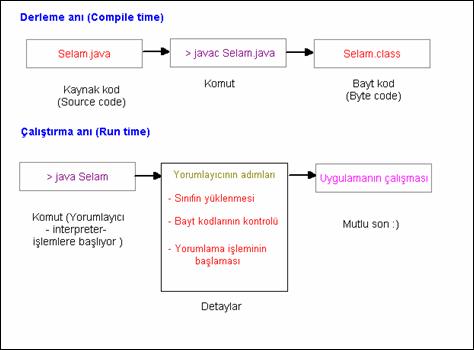 Derleme anı (Compile time)
Selam.java
> javac Selam.java
Selam.class
Kaynak kod
(Source code)
Komut
Bayt kod
(Byte code)
Çalıştırma anı (Run time)
> java Selam
Yorumlayıcının adımları
- Sınıfın yüklenmesi
- Bayt kodlarının kontrolü
- Yorumlama işleminin
başlaması
Uygulamanın çalışması
Komut (Yorumlayıcı
- interpreter-
işlemlere başlıyor )
Mutlu son :)
Detaylar